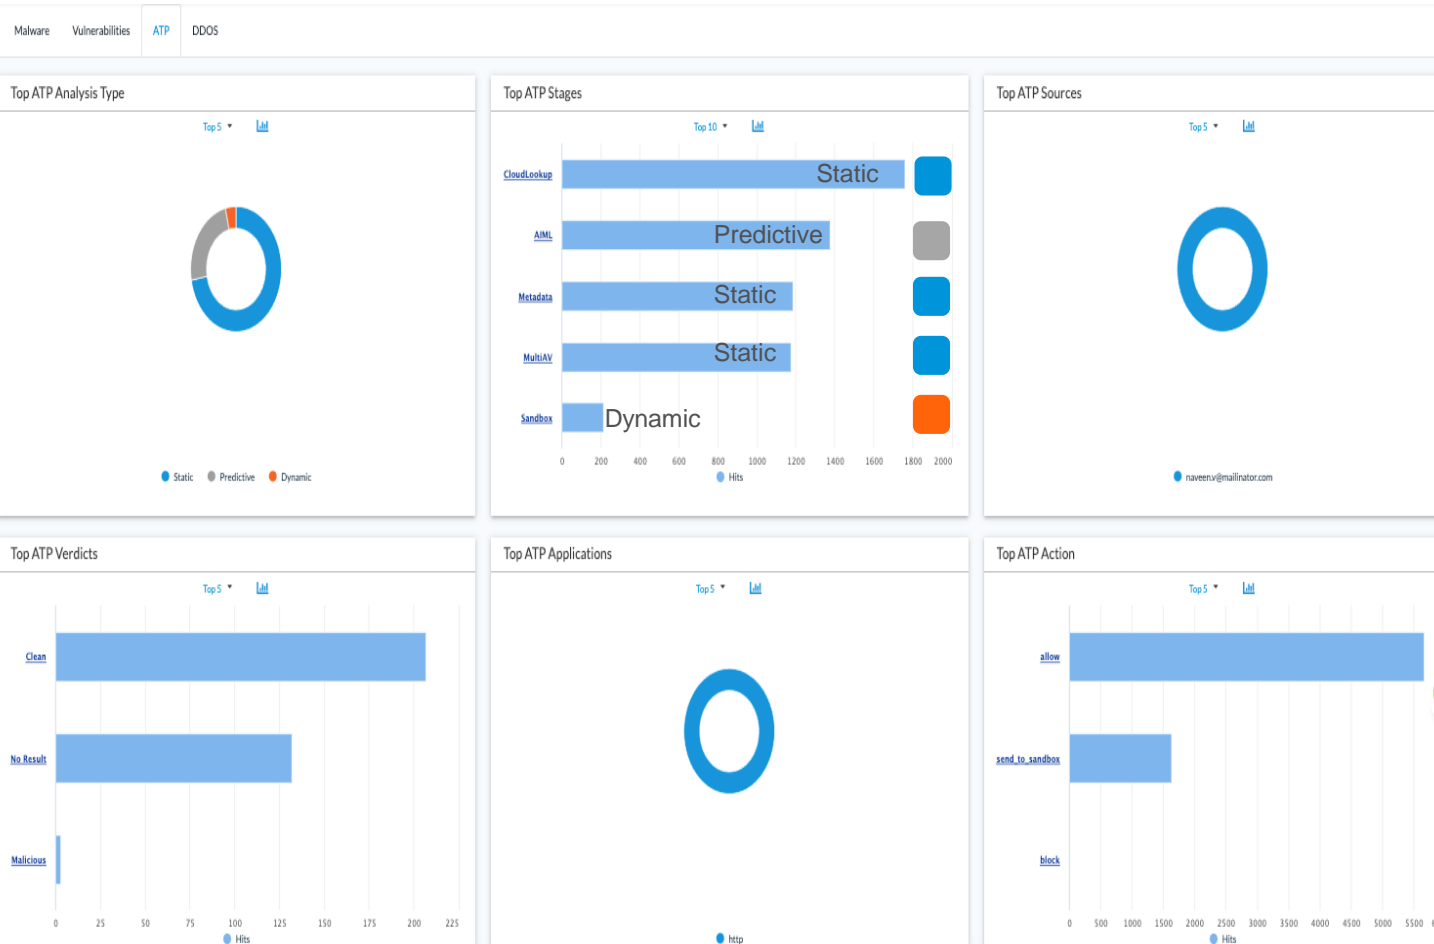 Malware Vulnerabilities ATP DDOS
Top ATP Analysis Type
Top 5
Static Predictive Dynamic
Top ATP Stages
Top 10
CloudLookup Static
AIML Predictive
Metadata Static
MultiAV Static
Sandbox Dynamic
0 200 400 600 800 1000 1200 1400 1600 1800 2000
Hits
Top ATP Sources
Top 5
naveen.v@mailinator.com
Top ATP Verdicts
Top 5
Clean
No Result
Malicious
0 25 50 75 100 125 150 175 200 225
Hits
Top ATP Applications
Top 5
http
Top ATP Action
Top 5
allow
send_to_sandbox
block
0 500 1000 1500 2000 2500 3000 3500 4000 4500 5000 5500
Hits